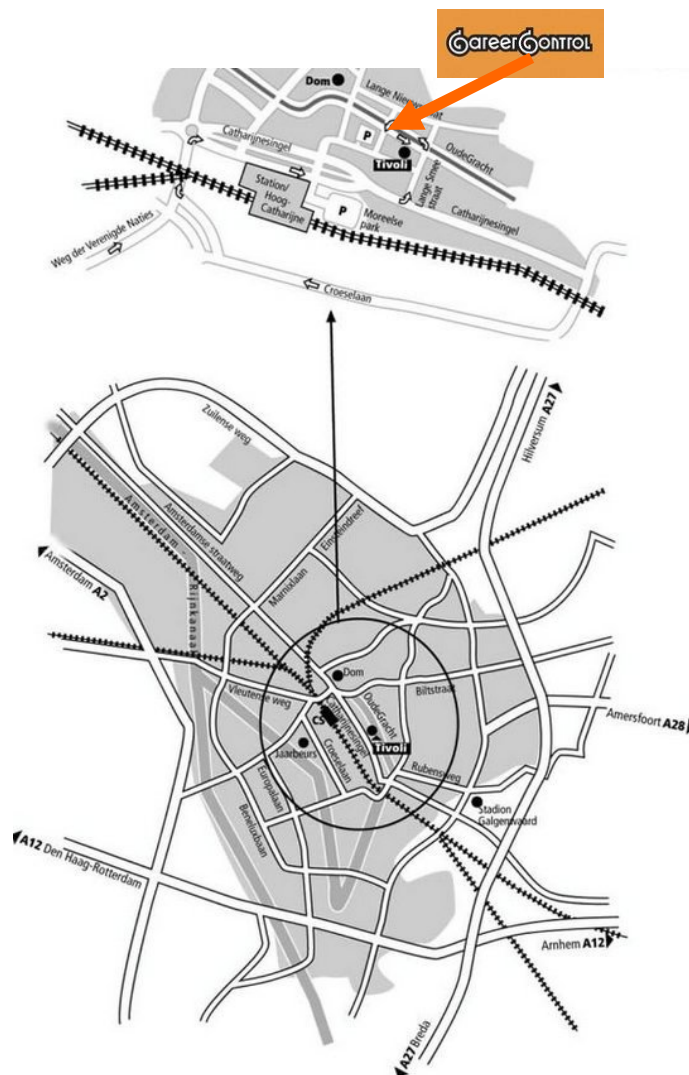 CareerControl
Dom
Lange Nieuwstraat
Catharijnesingel
P
OudeGracht
Tivoli
Lange Smee
straat
Station/
Hoog-
Catharijne
P
Moreelse
park
Catharijnesingel
Weg der Verenigde Naties
Croeselaan
Zuilense weg
Hilversum A27
Amsterdamse straatweg
Amsterdam -
Rijnkanaal
Einsteindreef
Marnixlaan
Amsterdam A2
Dom
Vleutense weg
Biltstraat
OudeGracht
Catharijnesingel
CS
Tivoli
Amersfoort A28
Jaarbeurs
Croeselaan
Rubensweg
Europalaan
Stadion
Galgenwaard
Beneluxbaan
A12 Den Haag-Rotterdam
Arnhem A12
A27 Breda